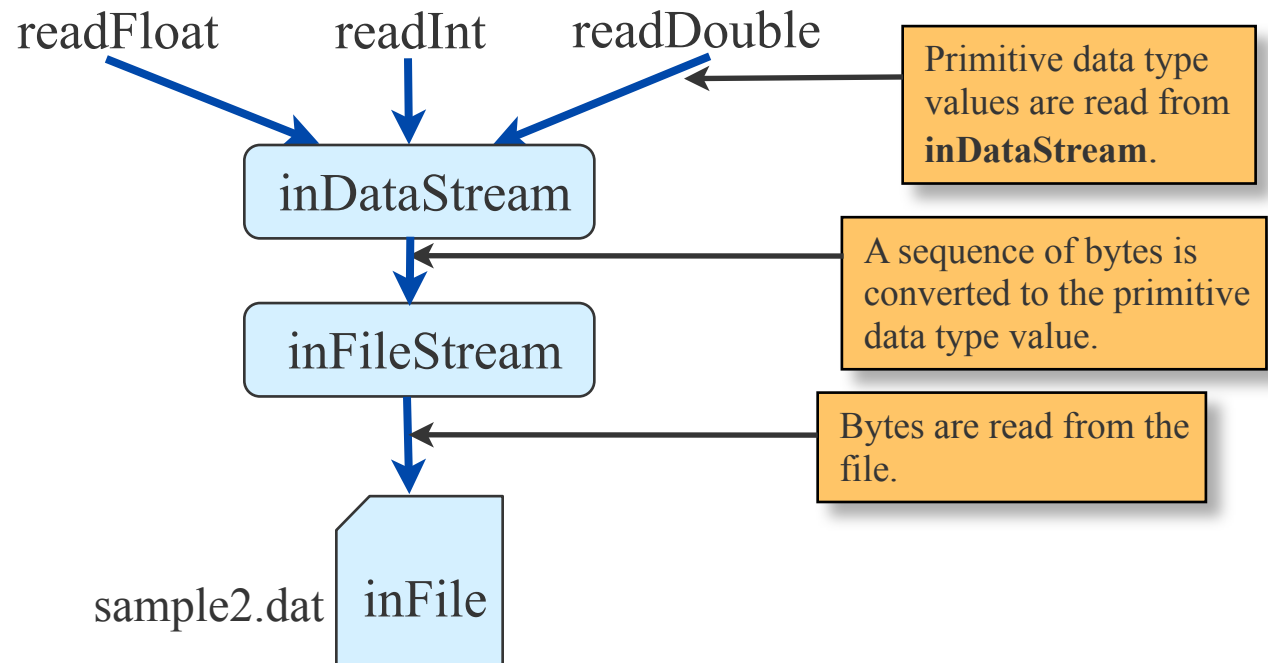 readFloat readInt readDouble
Primitive data type
values are read from
inDataStream.
inDataStream
A sequence of bytes is
converted to the primitive
data type value.
inFileStream
Bytes are read from the
file.
sample2.dat inFile